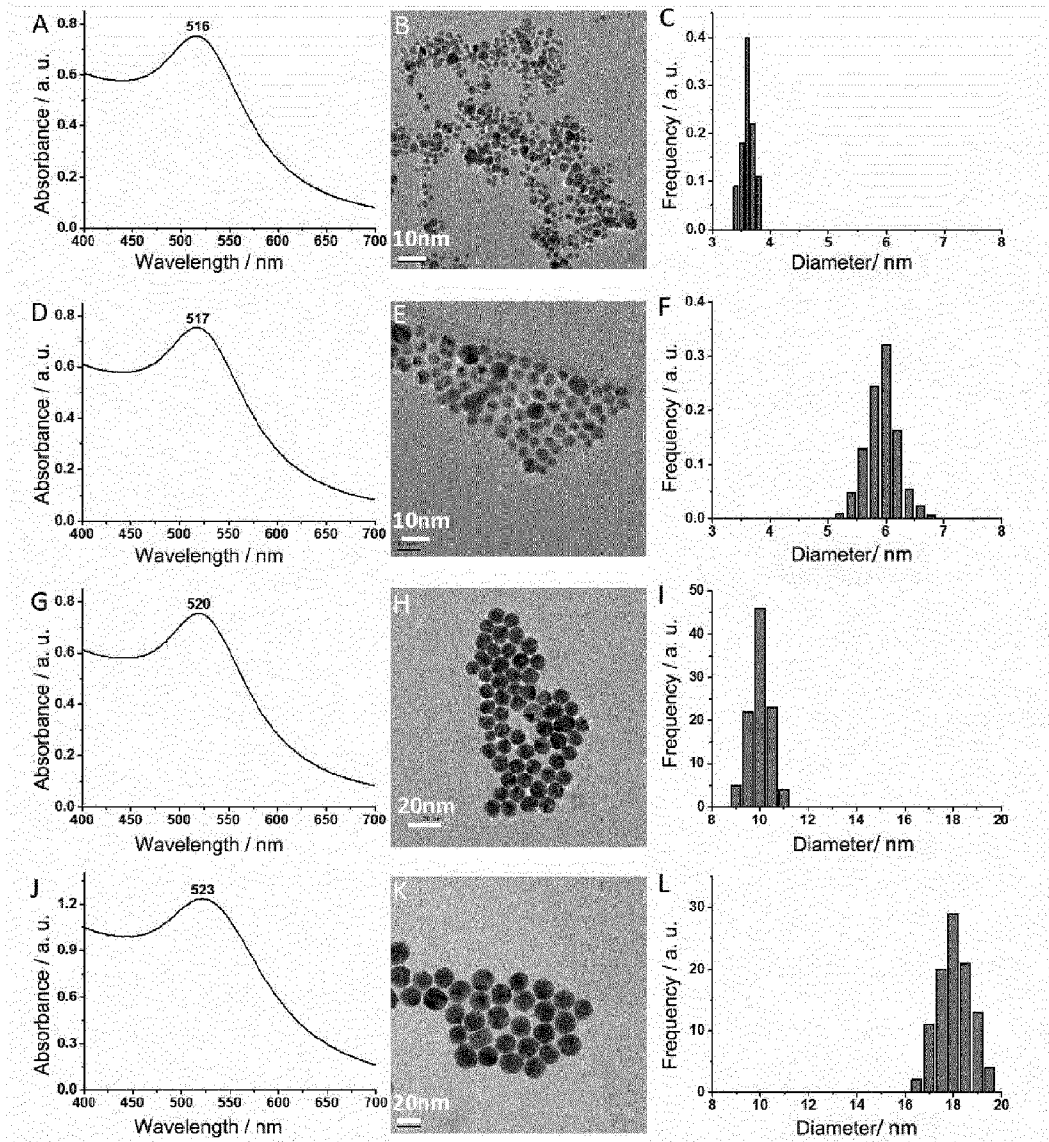 A
516
0.8
0.6
0.4
0.2
0.0
400 450 500 550 600 650 700
Absorbance / a. u.
Wavelength / nm
B
10nm
C
0.4
0.3
0.2
0.1
0.0
3 4 5 6 7 8
Frequency / a. u.
Diameter/ nm
D
517
0.8
0.6
0.4
0.2
0.0
400 450 500 550 600 650 700
Absorbance / a. u.
Wavelength / nm
E
10nm
F
0.4
0.3
0.2
0.1
0.0
3 4 5 6 7 8
Frequency / a. u.
Diameter/ nm
G
520
0.8
0.6
0.4
0.2
0.0
400 450 500 550 600 650 700
Absorbance / a. u.
Wavelength / nm
H
20nm
I
50
40
30
20
10
0
8 10 12 14 16 18 20
Frequency / a. u.
Diameter/ nm
J
523
1.2
0.9
0.6
0.3
0.0
400 450 500 550 600 650 700
Absorbance / a. u.
Wavelength / nm
K
20nm
L
30
20
10
0
8 10 12 14 16 18 20
Frequency / a. u.
Diameter/ nm